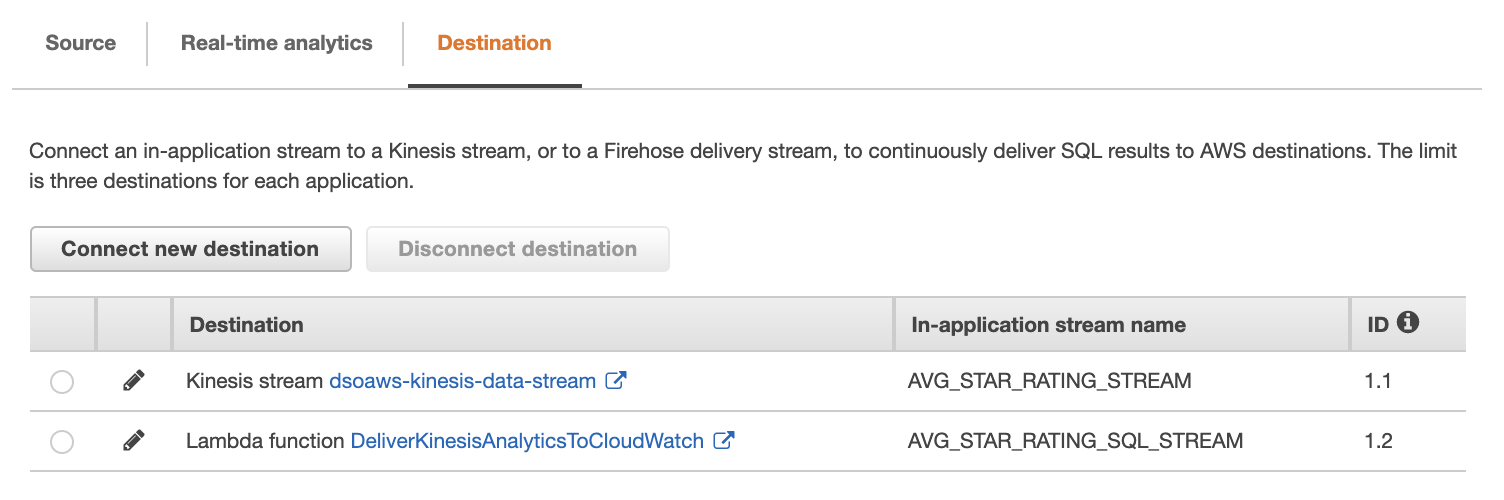 Source Real-time analytics Destination
Connect an in-application stream to a Kinesis stream, or to a Firehose delivery stream, to continuously deliver SQL results to AWS destinations. The limit
is three destinations for each application.
Connect new destination Disconnect destination
Destination In-application stream name ID
Kinesis stream dsoaws-kinesis-data-stream AVG_STAR_RATING_STREAM 1.1
Lambda function DeliverKinesisAnalyticsToCloudWatch AVG_STAR_RATING_SQL_STREAM 1.2